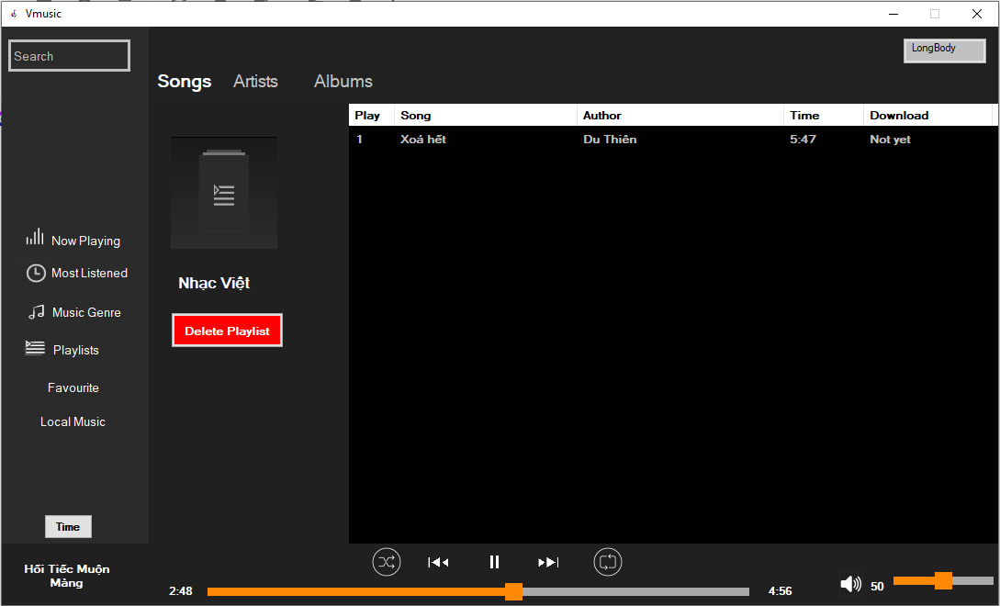 Vmusic
Search
LongBody
Songs Artists Albums
Play Song Author Time Download
1 Xoá hết Du Thiên 5:47 Not yet
Now Playing
Most Listened
Music Genre
Playlists
Favourite
Local Music
Nhạc Việt
Delete Playlist
Time
Hối Tiếc Muộn
Màng
2:48 4:56
50